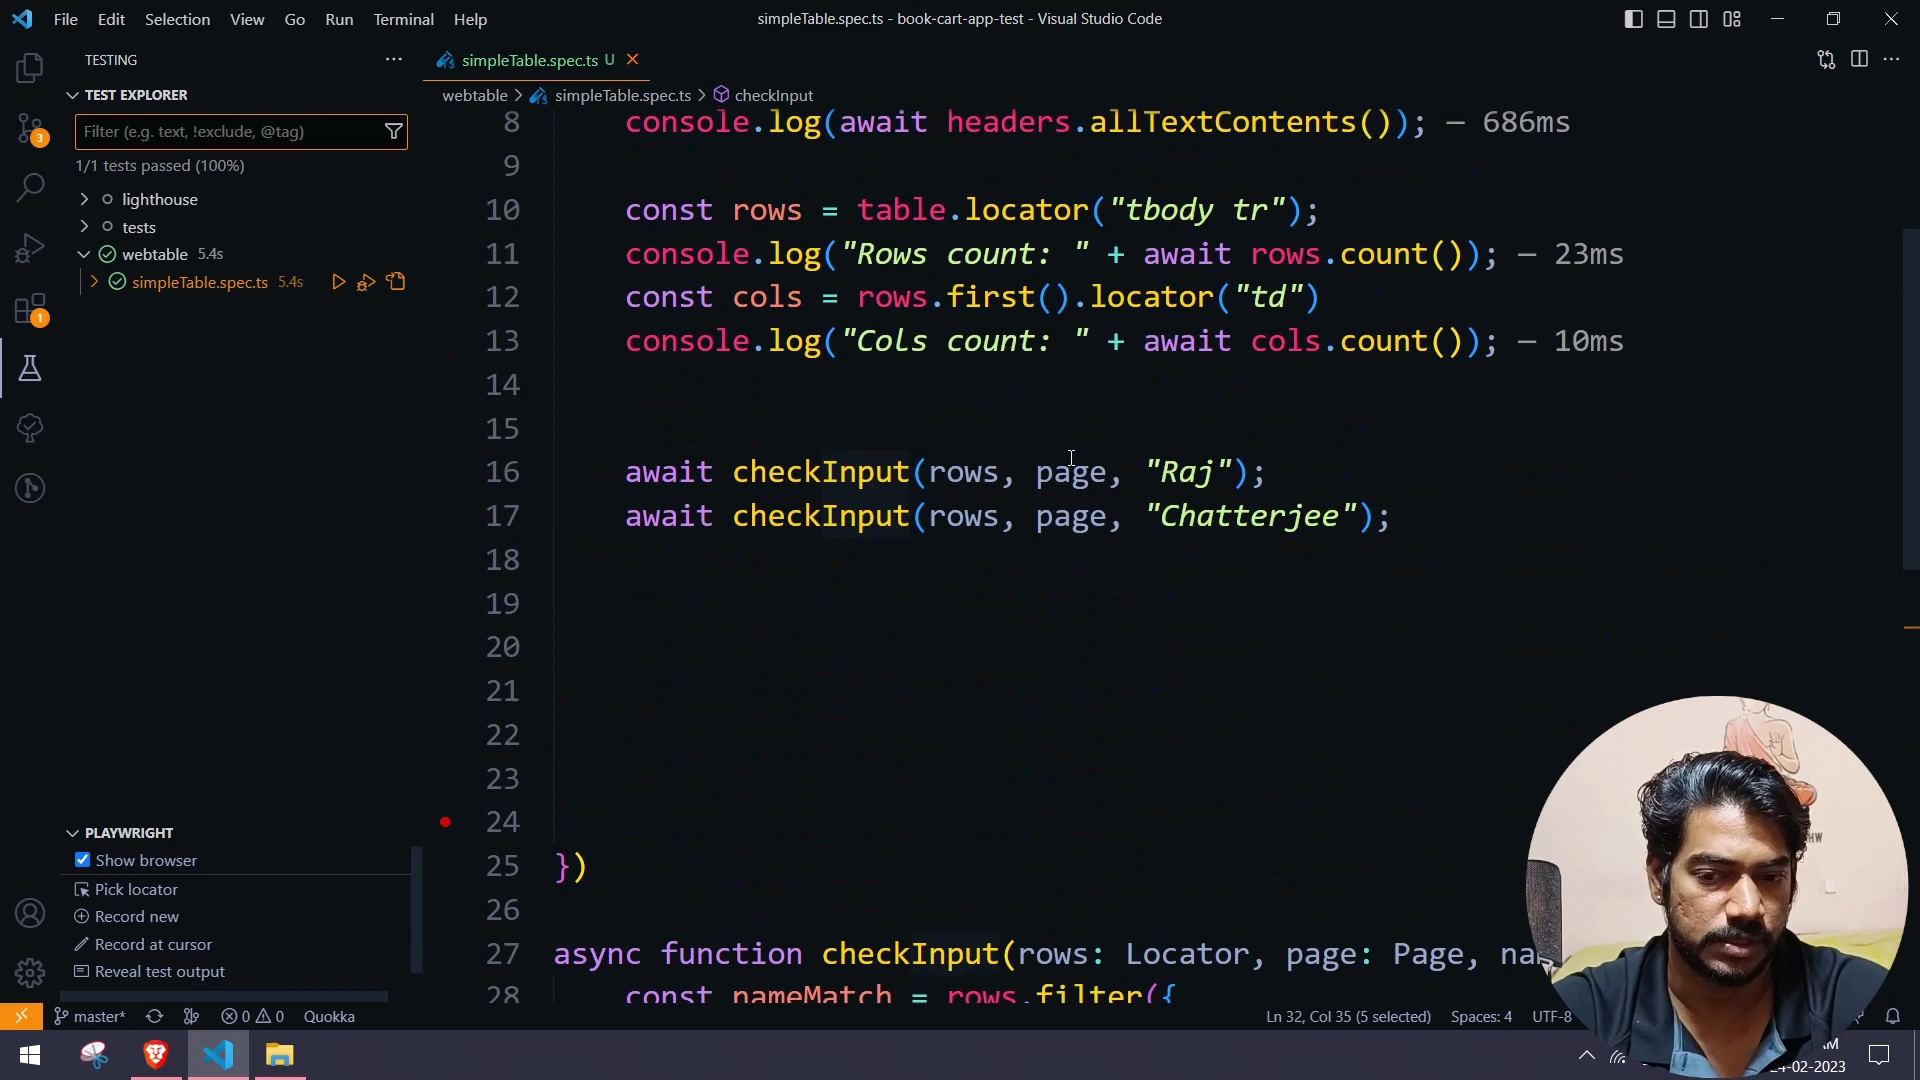 File Edit Selection View Go Run Terminal Help
simpleTable.spec.ts - book-cart-app-test - Visual Studio Code
TESTING
simpleTable.spec.ts U
TEST EXPLORER
webtable > simpleTable.spec.ts > checkInput
Filter (e.g. text, !exclude, @tag)
1/1 tests passed (100%)
lighthouse
tests
webtable 5.4s
simpleTable.spec.ts 5.4s
3
1
8 console.log(await headers.allTextContents()); — 686ms
9
10 const rows = table.locator("tbody tr");
11 console.log("Rows count: " + await rows.count()); — 23ms
12 const cols = rows.first().locator("td")
13 console.log("Cols count: " + await cols.count()); — 10ms
14
15
16 await checkInput(rows, page, "Raj");
17 await checkInput(rows, page, "Chatterjee");
18
19
20
21
22
23
24
25 })
26
27 async function checkInput(rows: Locator, page: Page,
28 const nameMatch = rows.filter({
PLAYWRIGHT
Show browser
Pick locator
Record new
Record at cursor
Reveal test output
master* 0 0 Quokka
Ln 32, Col 35 (5 selected) Spaces: 4 UTF-8